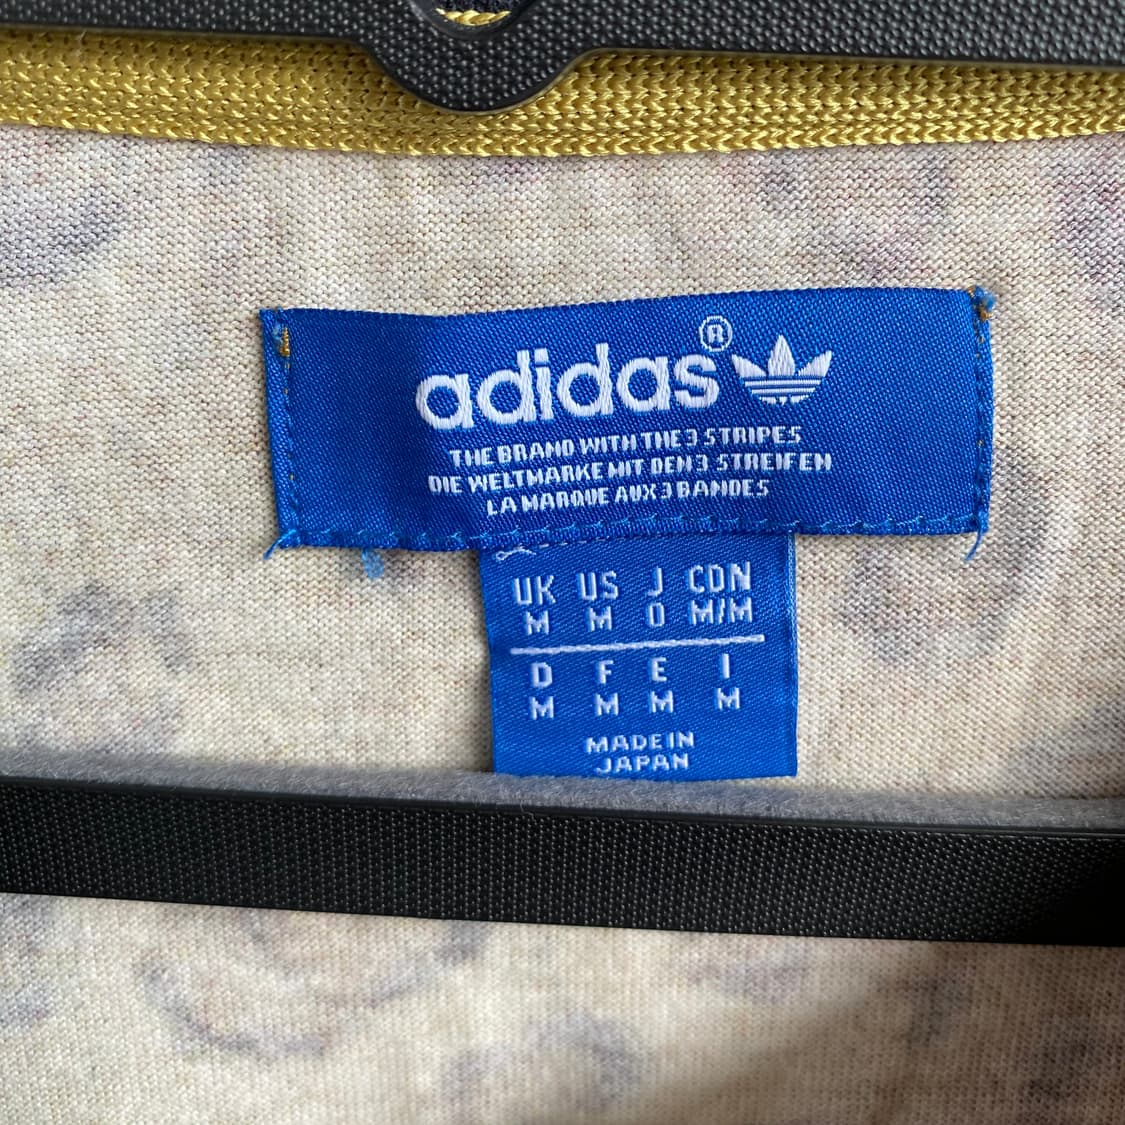 adidas®
THE BRAND WITH THE 3 STRIPES
DIE WELTMARKE MIT DEN 3 STREIFEN
LA MARQUE AUX 3 BANDES
UK US J CDN
M M O M/M
D F E I
M M M M
MADE IN
JAPAN